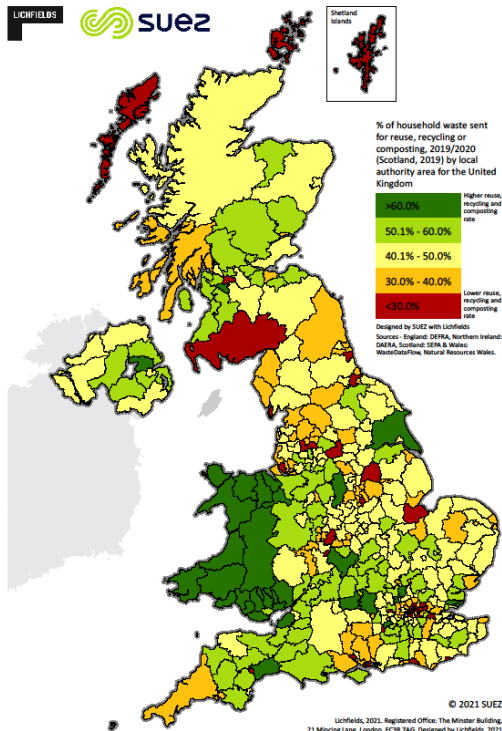 LICHFIELDS
suez
Shetland
Islands
% of household waste sent
for reuse, recycling or
composting, 2019/2020
(Scotland, 2019) by local
authority area for the United
Kingdom
>60.0%
Higher reuse,
recycling and
composting
rate
50.1% - 60.0%
40.1% - 50.0%
30.0% - 40.0%
<30.0%
Lower reuse,
recycling and
composting
rate
Designed by SUEZ with Lichfields
Sources - England: DEFRA, Northern Ireland:
DAERA, Scotland: SEPA & Wales:
WasteDataFlow, Natural Resources Wales.
© 2021 SUEZ
Lichfields, 2021. Registered Office: The Minster Building,
21 Mincing Lane, London, EC3R 7AG. Designed by Lichfields, 2021